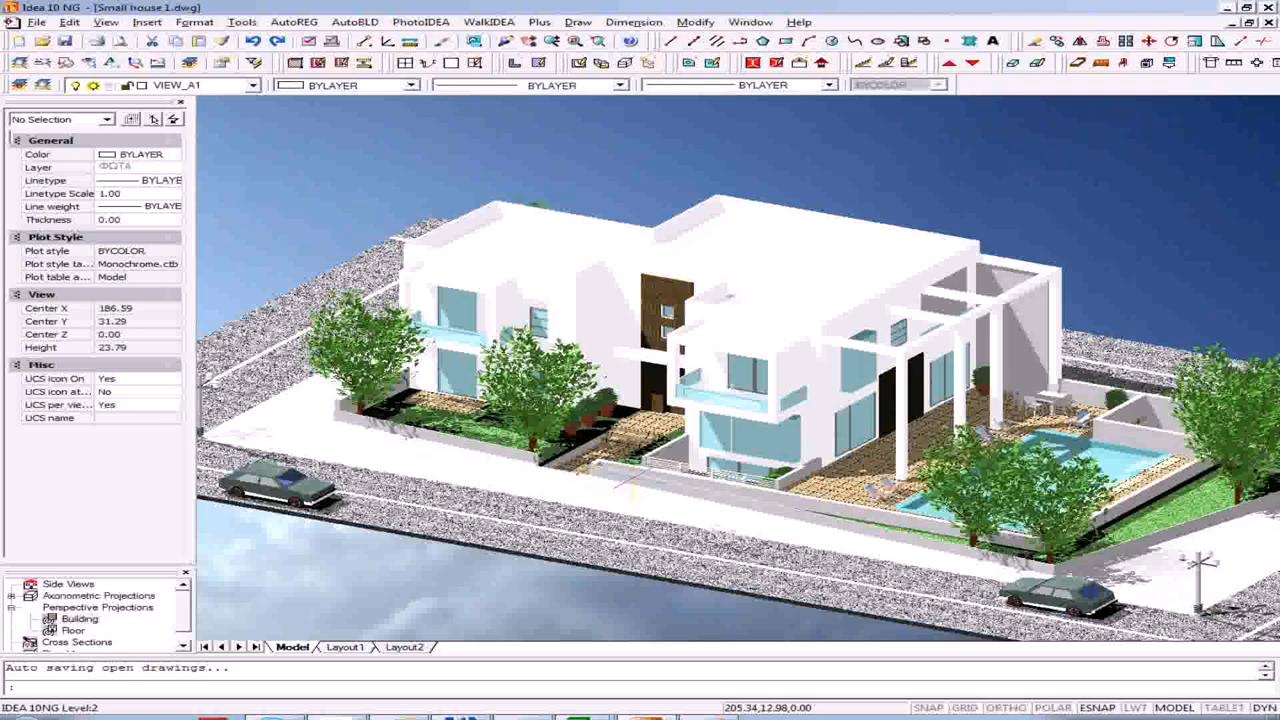 Idea 10 NG - [Small house 1.dwg]
File Edit View Insert Format Tools AutoREG AutoBLD PhotoIDEA WalkIDEA Plus Draw Dimension Modify Window Help
VIEW_A1 BYLAYER BYLAYER BYLAYER BYCOLOR
No Selection
General
Color BYLAYER
Layer ΦΩΤΑ
Linetype BYLAYE
Linetype Scale 1.00
Line weight BYLAYE
Thickness 0.00
Plot Style
Plot style BYCOLOR
Plot style ta... Monochrome.ctb
Plot table a... Model
View
Center X 186.59
Center Y 31.29
Center Z 0.00
Height 23.79
Misc
UCS icon On Yes
UCS icon at... No
UCS per vie... Yes
UCS name
Side Views
Axonometric Projections
Perspective Projections
Building
Floor
Cross Sections
Model Layout1 Layout2
Auto saving open drawings...
:
IDEA 10NG Level:2 205.34,12.98,0.00 SNAP GRID ORTHO POLAR ESNAP LWT MODEL TABLET DYN